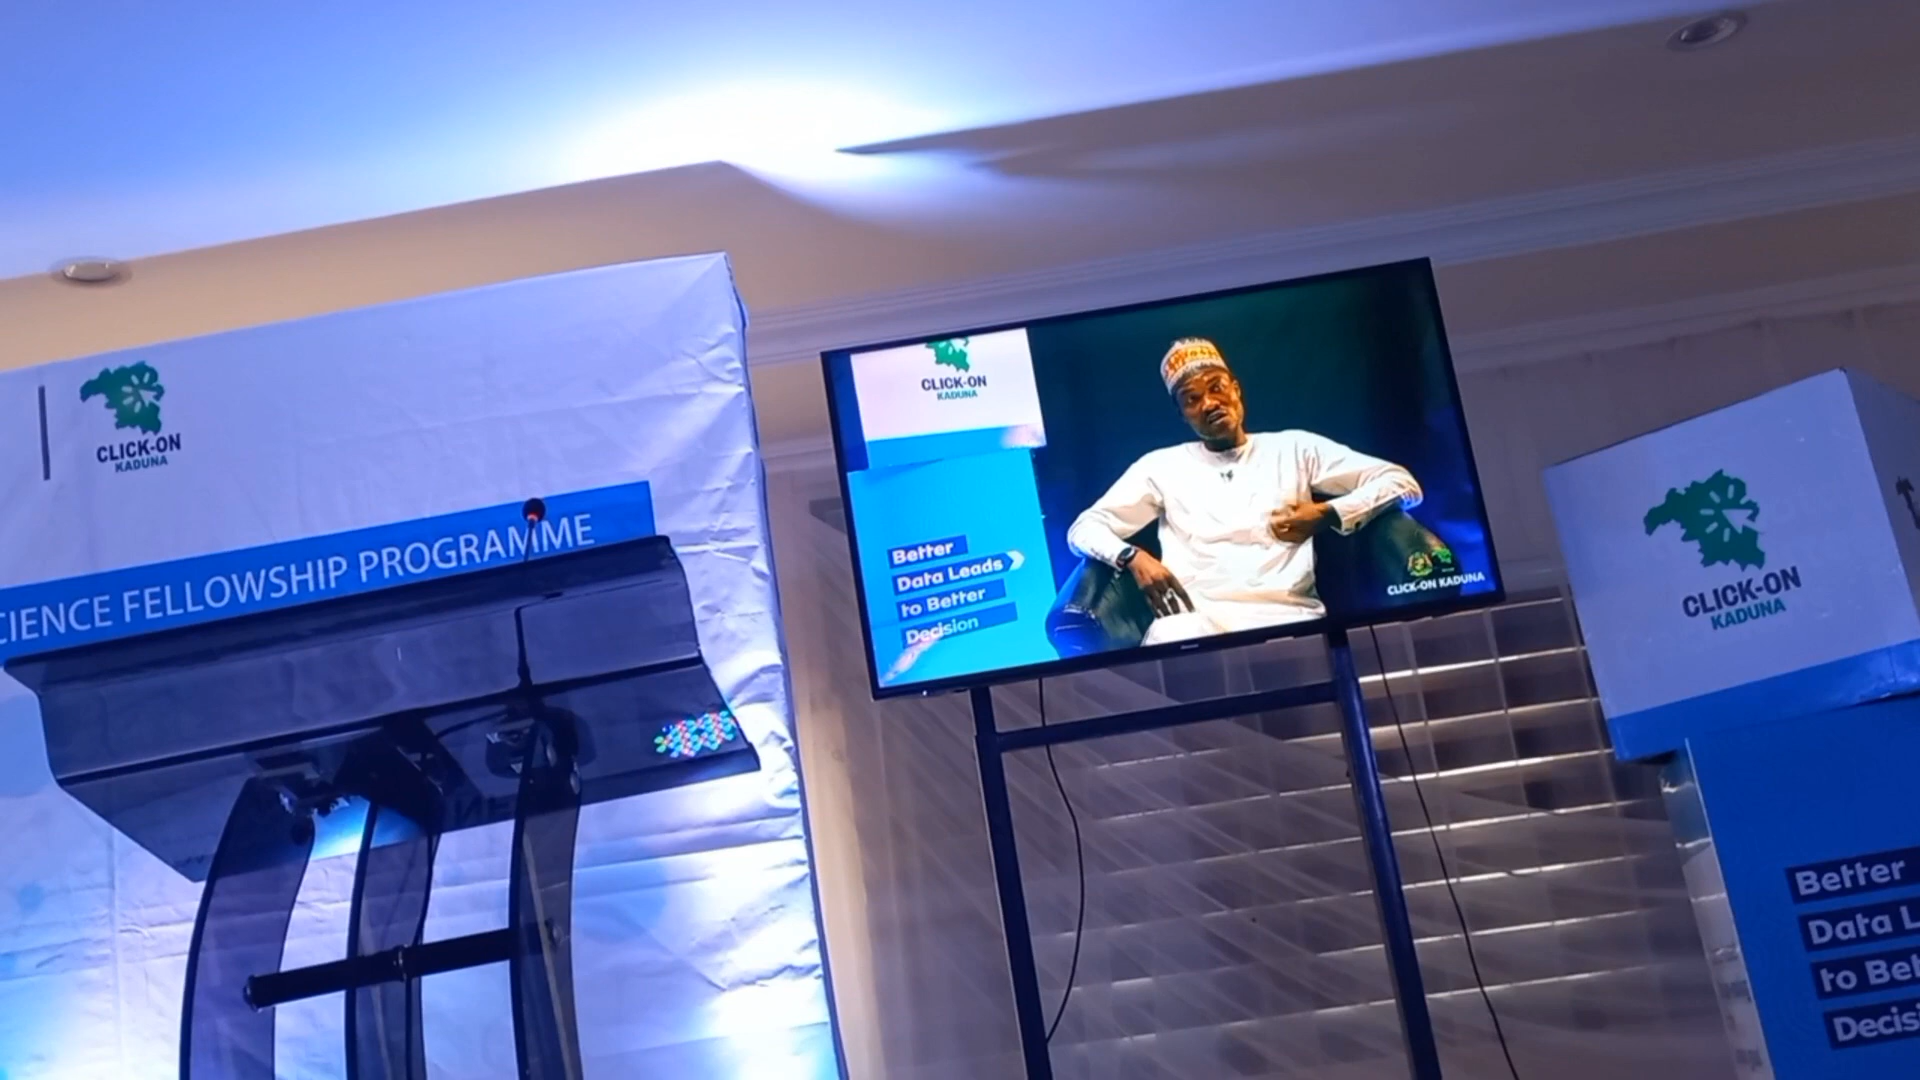 CLICK-ON
KADUNA
CIENCE FELLOWSHIP PROGRAMME
CLICK-ON
KADUNA
Better
Data Leads
to Better
Decision
CLICK-ON KADUNA
CLICK-ON
KADUNA
Better
Data L
to Bet
Decis